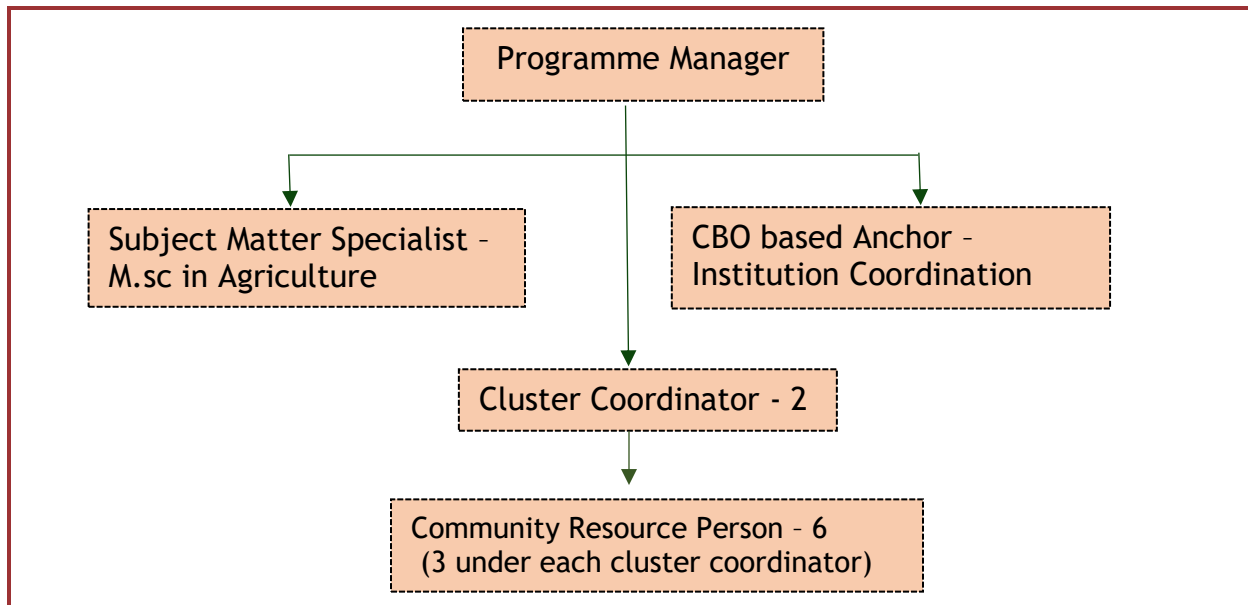 Programme Manager
Subject Matter Specialist –
M.sc in Agriculture
CBO based Anchor –
Institution Coordination
Cluster Coordinator - 2
Community Resource Person – 6
(3 under each cluster coordinator)